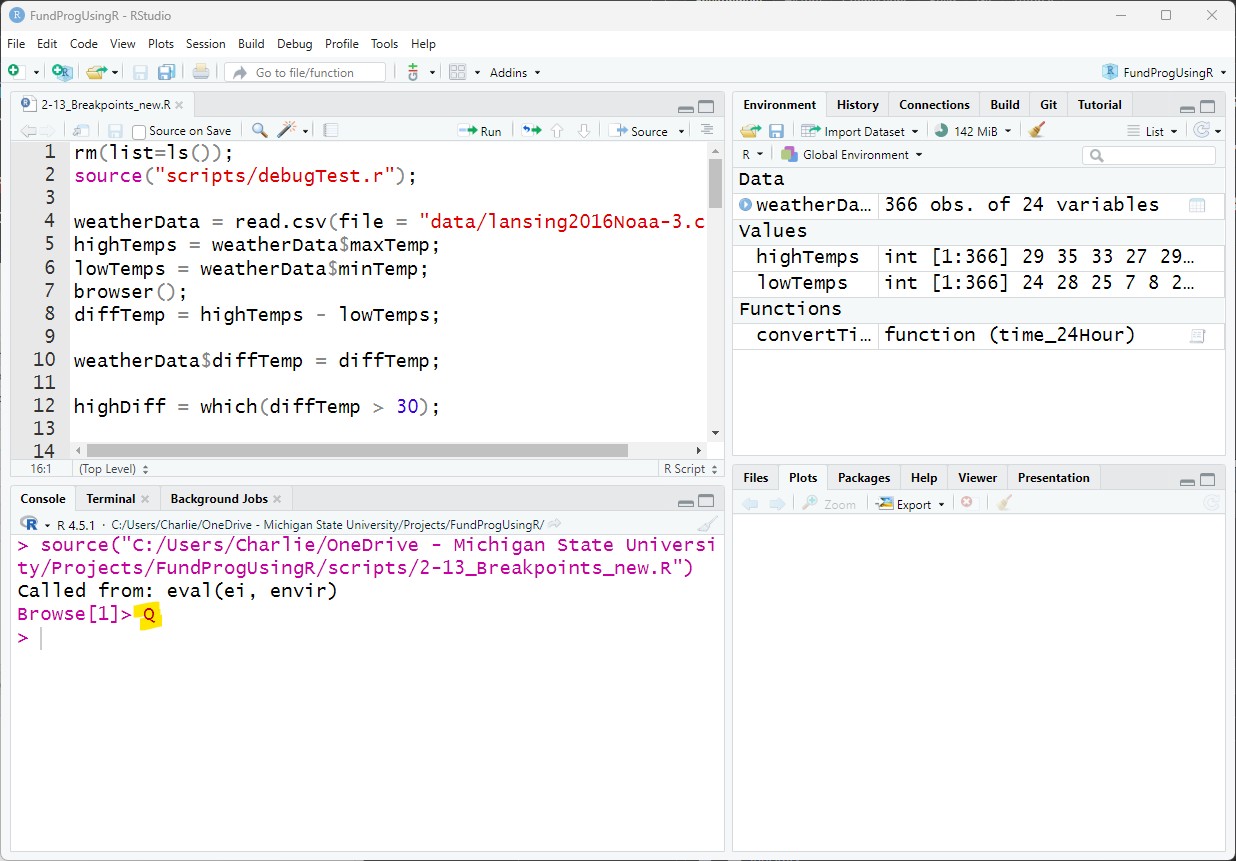 FundProgUsingR - RStudio
File Edit Code View Plots Session Build Debug Profile Tools Help
Go to file/function Addins FundProgUsingR
2-13_Breakpoints_new.R
Source on Save Run Source
1 rm(list=ls());
2 source("scripts/debugTest.r");
3
4 weatherData = read.csv(file = "data/lansing2016Noaa-3.c
5 highTemps = weatherData$maxTemp;
6 lowTemps = weatherData$minTemp;
7 browser();
8 diffTemp = highTemps - lowTemps;
9
10 weatherData$diffTemp = diffTemp;
11
12 highDiff = which(diffTemp > 30);
13
14
16:1 (Top Level) R Script
Console Terminal Background Jobs
R 4.5.1 · C:/Users/Charlie/OneDrive - Michigan State University/Projects/FundProgUsingR/
> source("C:/Users/Charlie/OneDrive - Michigan State Universi
ty/Projects/FundProgUsingR/scripts/2-13_Breakpoints_new.R")
Called from: eval(ei, envir)
Browse[1]> Q
>
Environment History Connections Build Git Tutorial
Import Dataset 142 MiB List
R Global Environment
Data
weatherDa… 366 obs. of 24 variables
Values
highTemps int [1:366] 29 35 33 27 29…
lowTemps int [1:366] 24 28 25 7 8 2…
Functions
convertTi… function (time_24Hour)
Files Plots Packages Help Viewer Presentation
Zoom Export